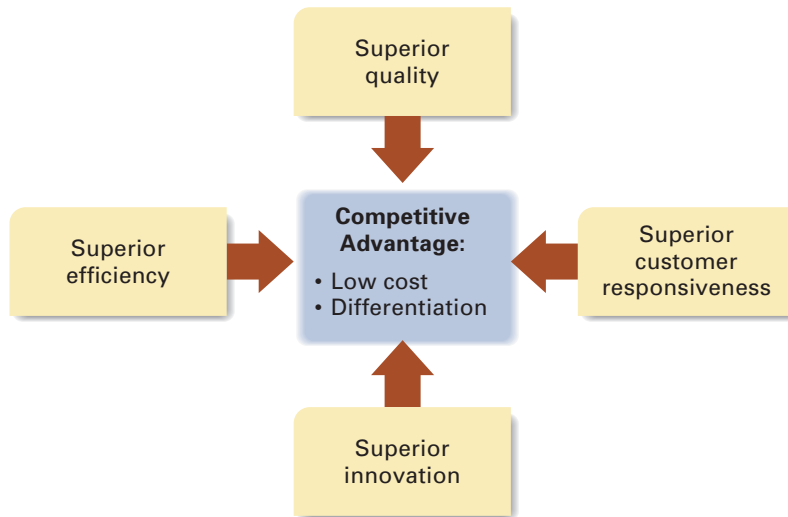 Superior
quality
Superior
efficiency
Competitive
Advantage:
• Low cost
• Differentiation
Superior
customer
responsiveness
Superior
innovation